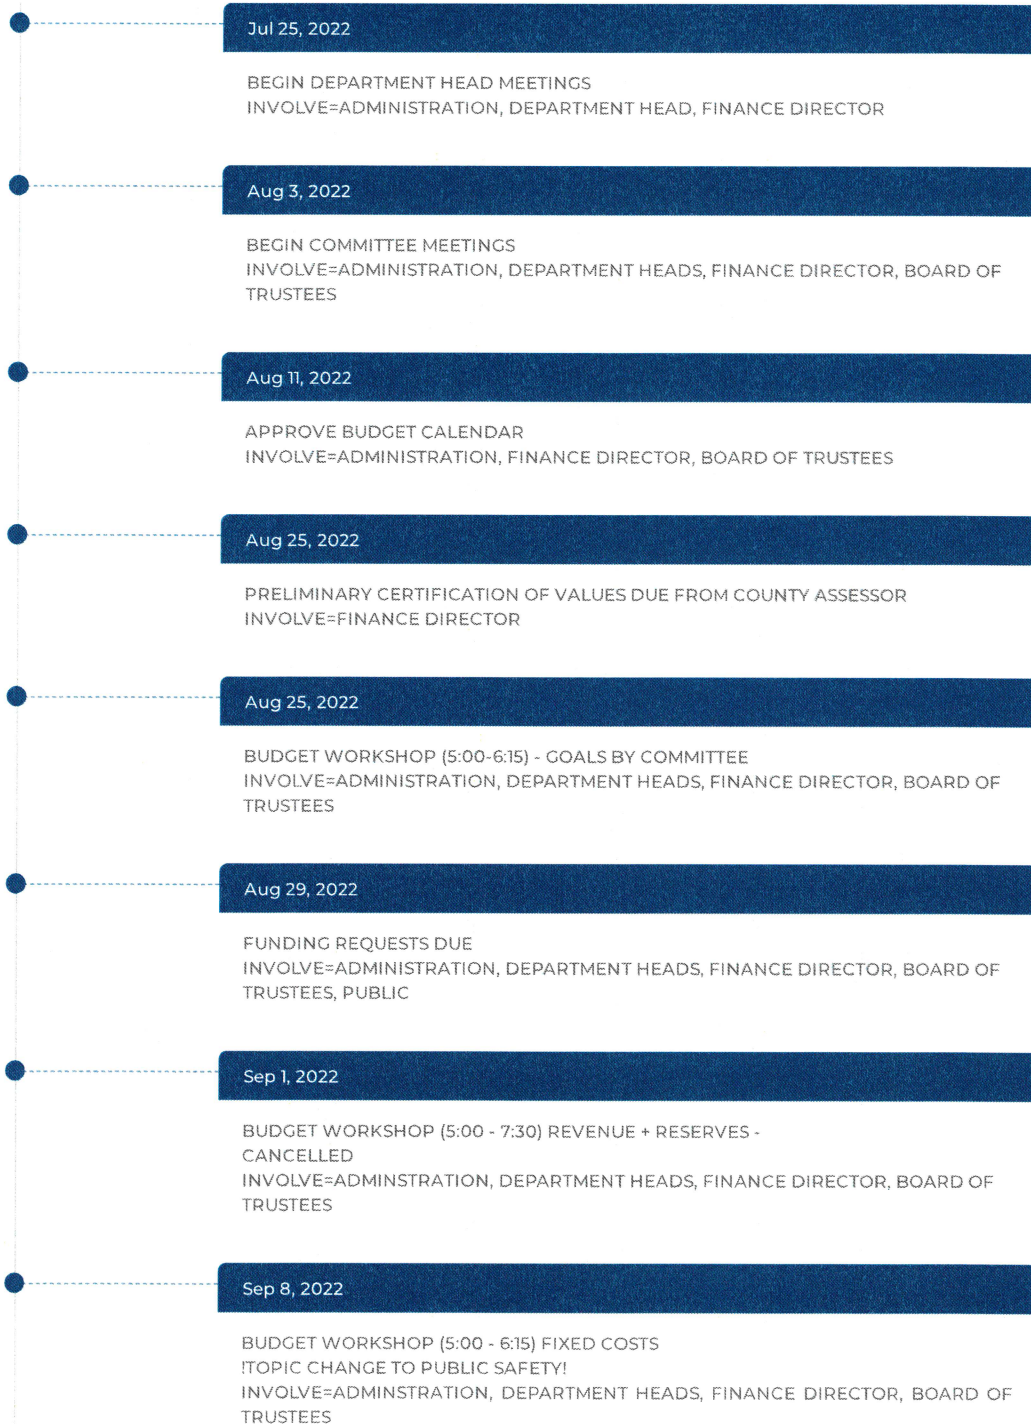 Jul 25, 2022
BEGIN DEPARTMENT HEAD MEETINGS
INVOLVE=ADMINISTRATION, DEPARTMENT HEAD, FINANCE DIRECTOR
Aug 3, 2022
BEGIN COMMITTEE MEETINGS
INVOLVE=ADMINISTRATION, DEPARTMENT HEADS, FINANCE DIRECTOR, BOARD OF
TRUSTEES
Aug 11, 2022
APPROVE BUDGET CALENDAR
INVOLVE=ADMINISTRATION, FINANCE DIRECTOR, BOARD OF TRUSTEES
Aug 25, 2022
PRELIMINARY CERTIFICATION OF VALUES DUE FROM COUNTY ASSESSOR
INVOLVE=FINANCE DIRECTOR
Aug 25, 2022
BUDGET WORKSHOP (5:00-6:15) - GOALS BY COMMITTEE
INVOLVE=ADMINISTRATION, DEPARTMENT HEADS, FINANCE DIRECTOR, BOARD OF
TRUSTEES
Aug 29, 2022
FUNDING REQUESTS DUE
INVOLVE=ADMINISTRATION, DEPARTMENT HEADS, FINANCE DIRECTOR, BOARD OF
TRUSTEES, PUBLIC
Sep 1, 2022
BUDGET WORKSHOP (5:00 - 7:30) REVENUE + RESERVES -
CANCELLED
INVOLVE=ADMINSTRATION, DEPARTMENT HEADS, FINANCE DIRECTOR, BOARD OF
TRUSTEES
Sep 8, 2022
BUDGET WORKSHOP (5:00 - 6:15) FIXED COSTS
!TOPIC CHANGE TO PUBLIC SAFETY!
INVOLVE=ADMINSTRATION, DEPARTMENT HEADS, FINANCE DIRECTOR, BOARD OF
TRUSTEES